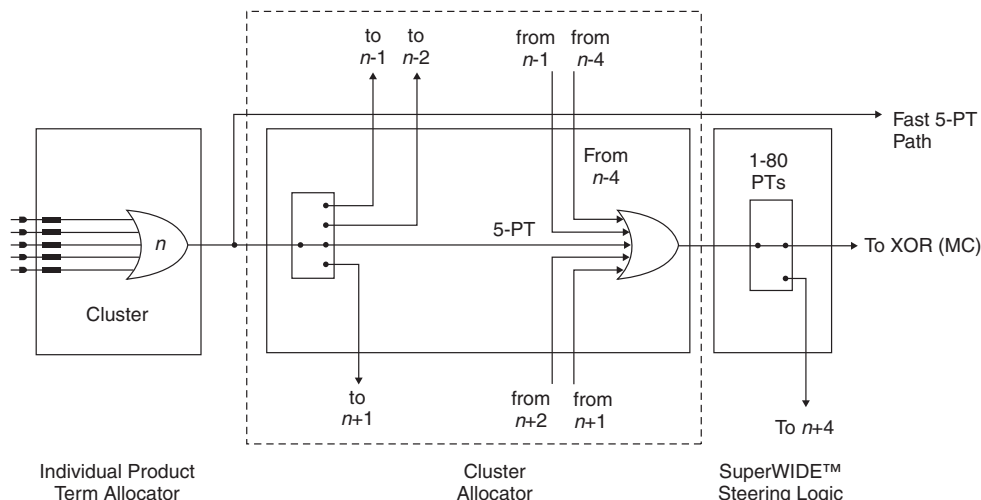 to
n-1
to
n-2
from
n-1
from
n-4
Fast 5-PT
Path
From
n-4
1-80
PTs
n
5-PT
To XOR (MC)
Cluster
to
n+1
from
n+2
from
n+1
To n+4
Individual Product
Term Allocator
Cluster
Allocator
SuperWIDE™
Steering Logic